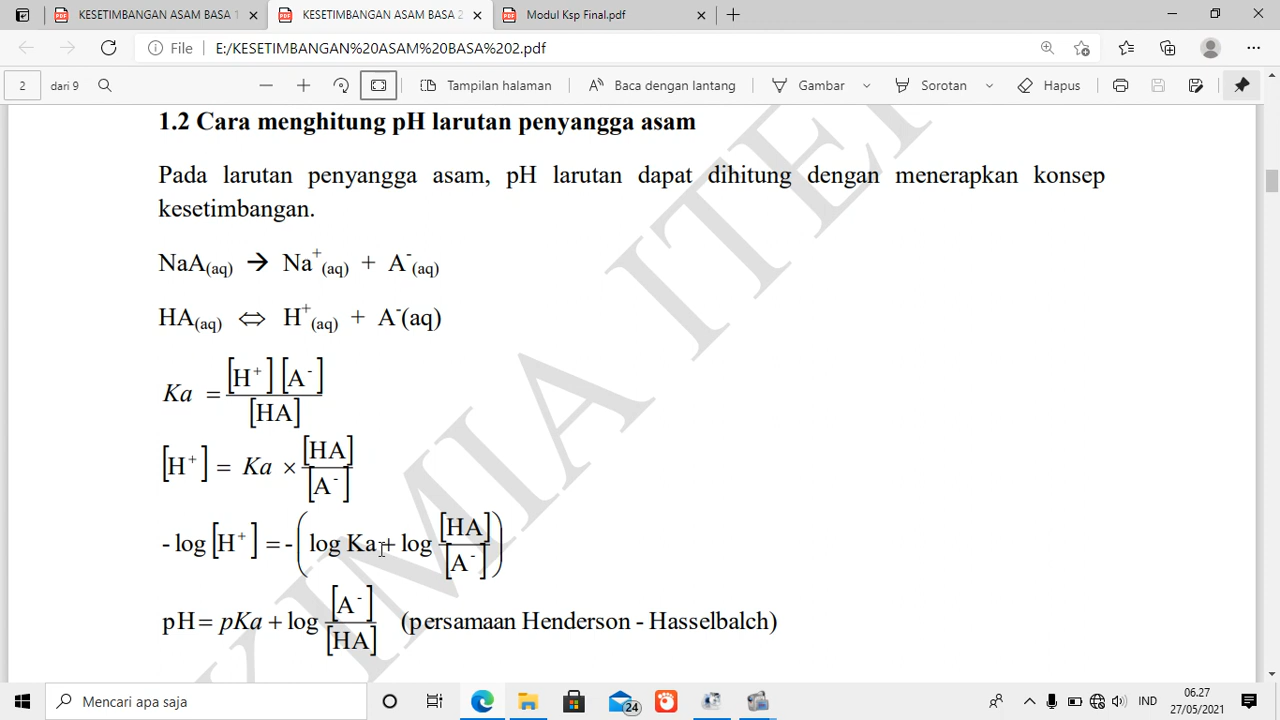 KESETIMBANGAN ASAM BASA 1
KESETIMBANGAN ASAM BASA 2
Modul Ksp Final.pdf
File E:/KESETIMBANGAN%20ASAM%20BASA%202.pdf
2 dari 9 Tampilan halaman Baca dengan lantang Gambar Sorotan Hapus
1.2 Cara menghitung pH larutan penyangga asam
Pada larutan penyangga asam, pH larutan dapat dihitung dengan menerapkan konsep
kesetimbangan.
NaA(aq) → Na⁺(aq) + A⁻(aq)
HA(aq) ⇔ H⁺(aq) + A⁻(aq)
Ka = [H⁺][A⁻] / [HA]
[H⁺] = Ka × [HA] / [A⁻]
- log [H⁺] = - (log Ka + log [HA] / [A⁻])
pH = pKa + log [A⁻] / [HA] (persamaan Henderson - Hasselbalch)
KIMIA ITERA
Mencari apa saja
24
IND
06.27
27/05/2021